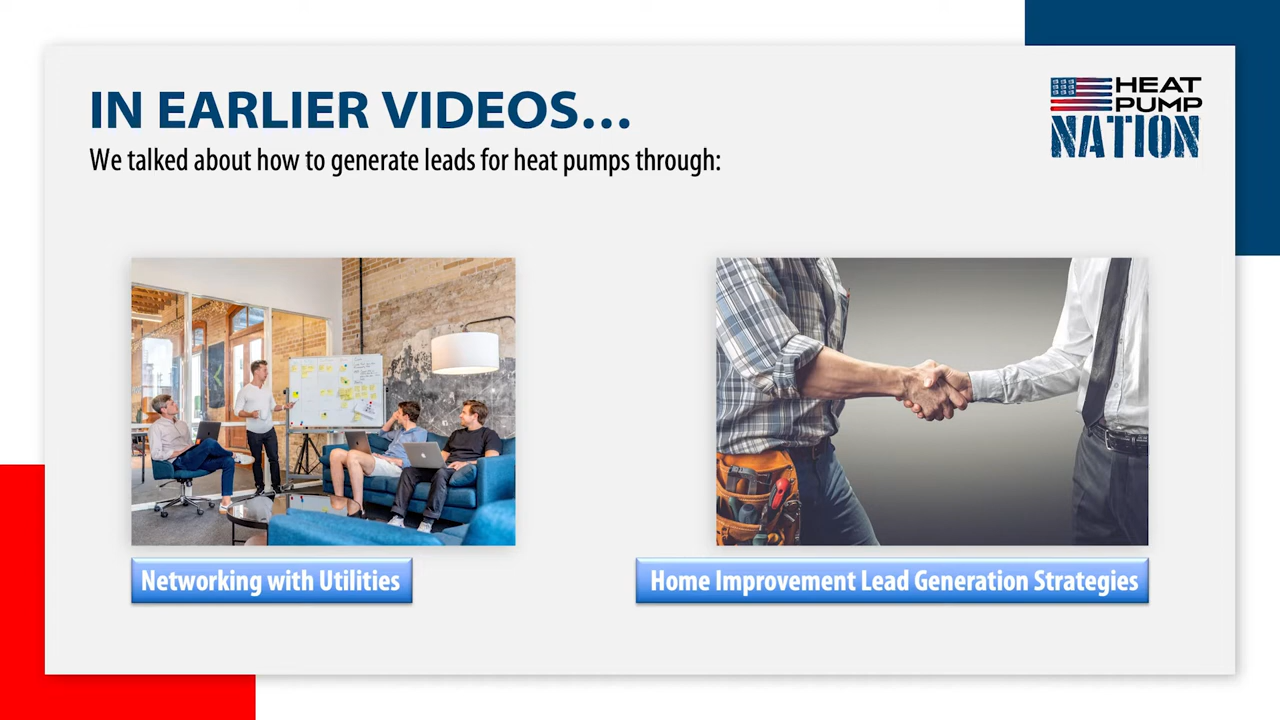 IN EARLIER VIDEOS...
We talked about how to generate leads for heat pumps through:
HEAT
PUMP
NATION
Networking with Utilities
Home Improvement Lead Generation Strategies